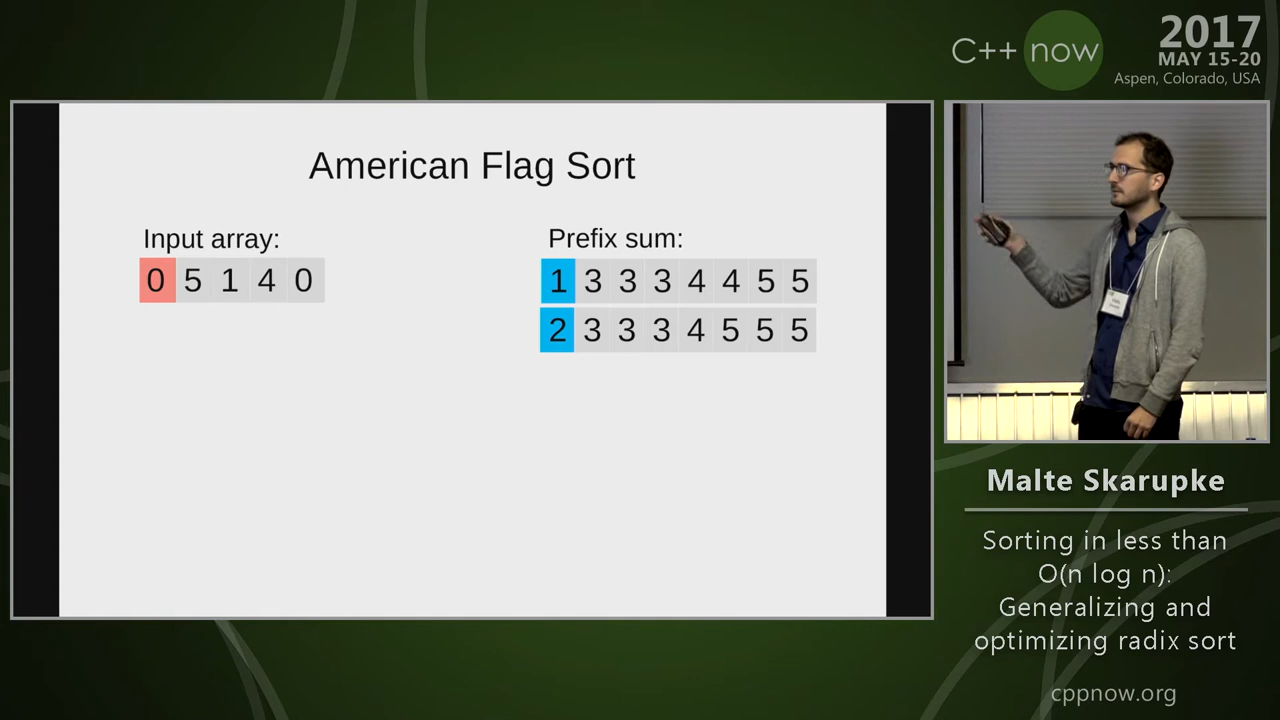 C++ now
2017
MAY 15-20
Aspen, Colorado, USA
American Flag Sort
Input array:
0 5 1 4 0
Prefix sum:
1 3 3 3 4 4 5 5
2 3 3 3 4 5 5 5
Malte Skarupke
Sorting in less than
O(n log n):
Generalizing and
optimizing radix sort
cppnow.org